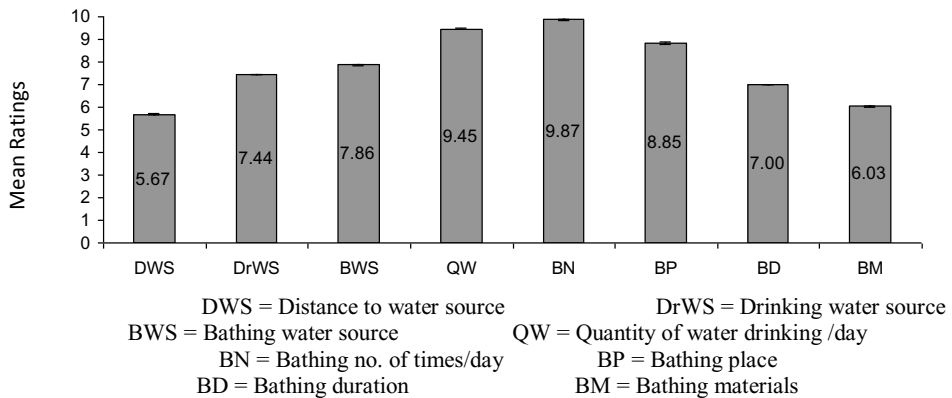 10
9
8
7
6
5
4
3
2
1
0
Mean Ratings
5.67 7.44 7.86 9.45 9.87 8.85 7.00 6.03
DWS DrWS BWS QW BN BP BD BM
DWS = Distance to water source DrWS = Drinking water source
BWS = Bathing water source QW = Quantity of water drinking /day
BN = Bathing no. of times/day BP = Bathing place
BD = Bathing duration BM = Bathing materials